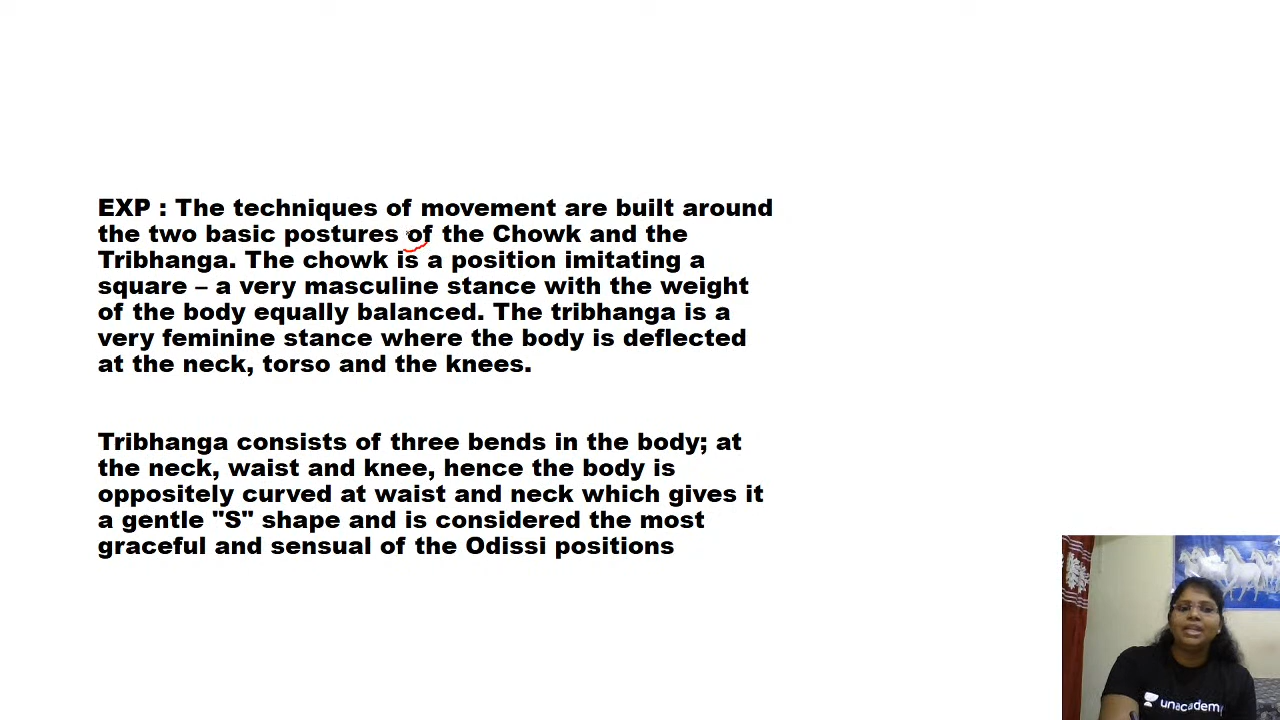 EXP : The techniques of movement are built around
the two basic postures of the Chowk and the
Tribhanga. The chowk is a position imitating a
square – a very masculine stance with the weight
of the body equally balanced. The tribhanga is a
very feminine stance where the body is deflected
at the neck, torso and the knees.
Tribhanga consists of three bends in the body; at
the neck, waist and knee, hence the body is
oppositely curved at waist and neck which gives it
a gentle "S" shape and is considered the most
graceful and sensual of the Odissi positions
unacademy